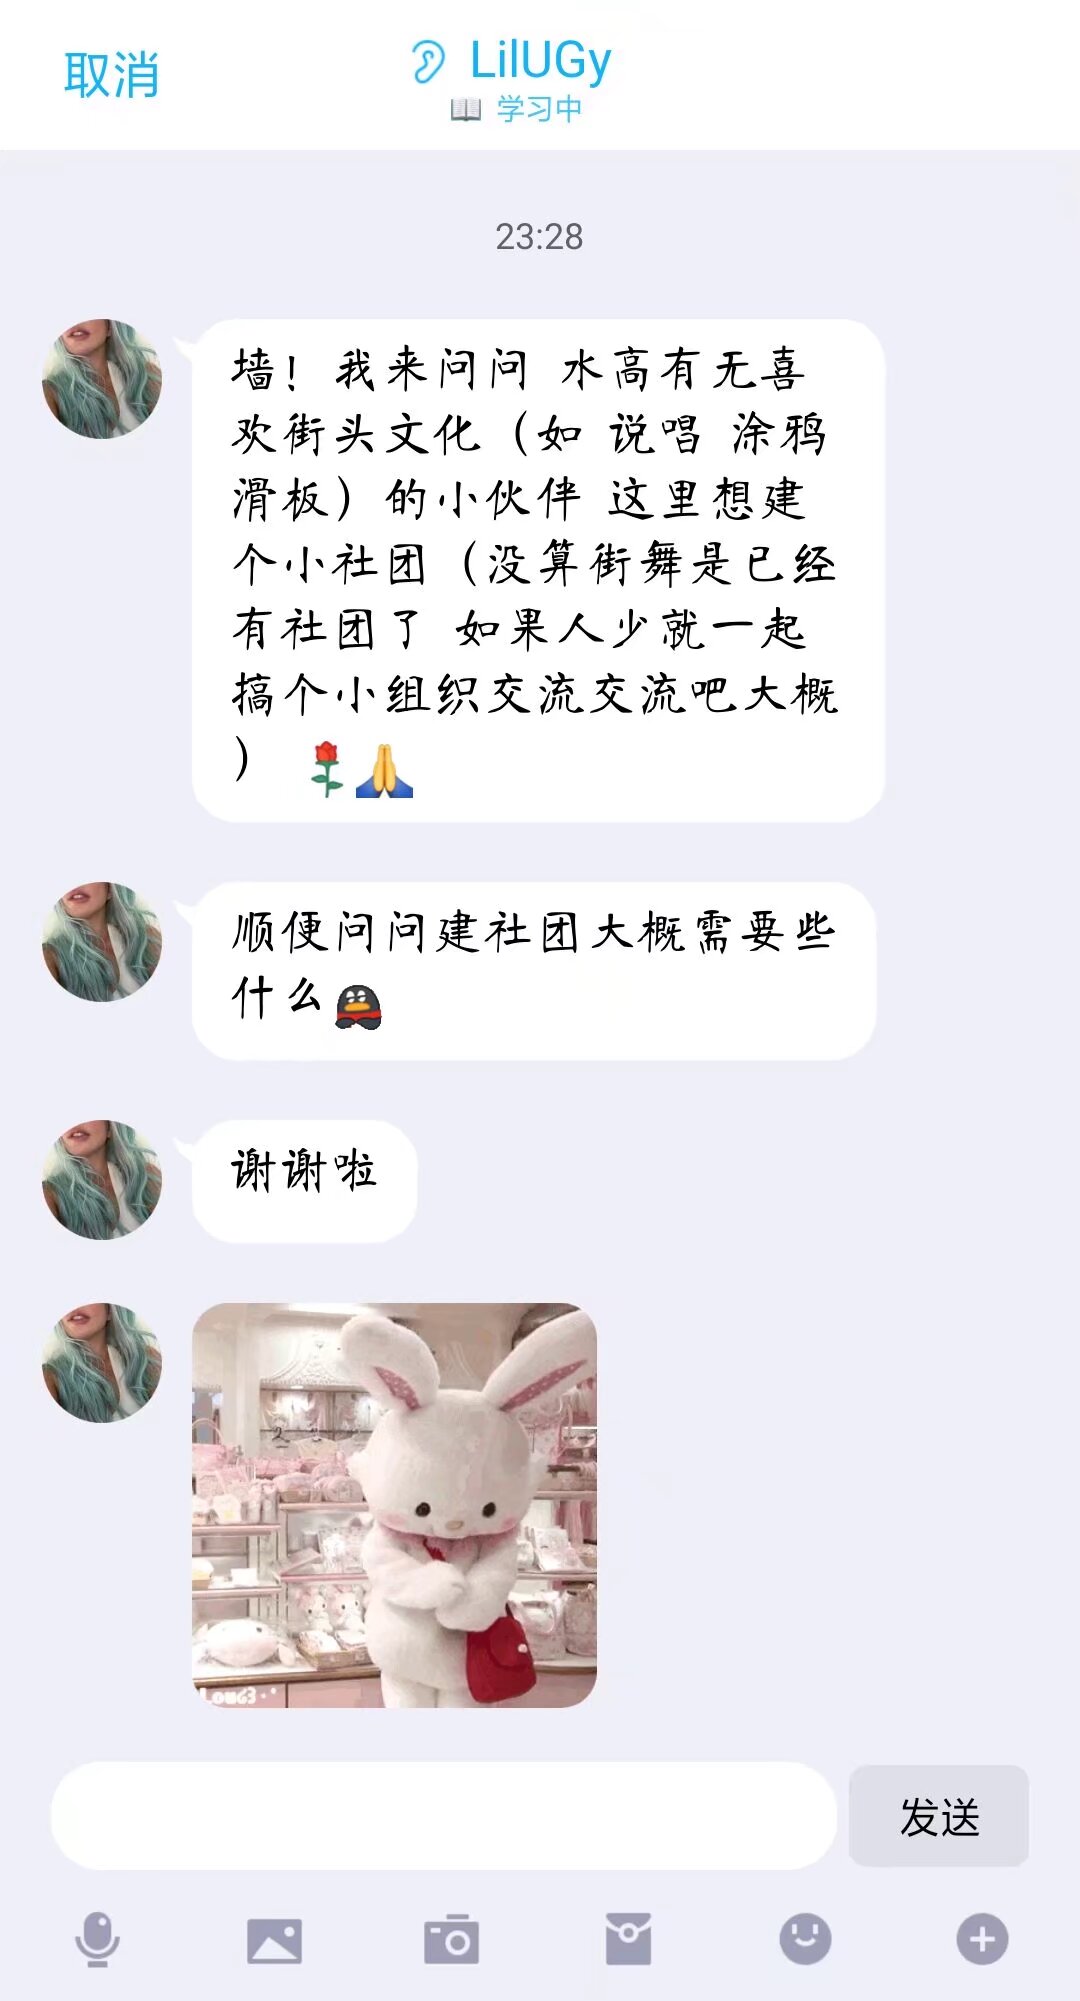 取消
LilUGy
学习中
23:28
墙！我来问问 水高有无喜
欢街头文化（如 说唱 涂鸦
滑板）的小伙伴 这里想建
个小社团（没算街舞是已经
有社团了 如果人少就一起
搞个小组织交流交流吧大概
） 🌹🙏
顺便问问建社团大概需要些
什么
谢谢啦
发送